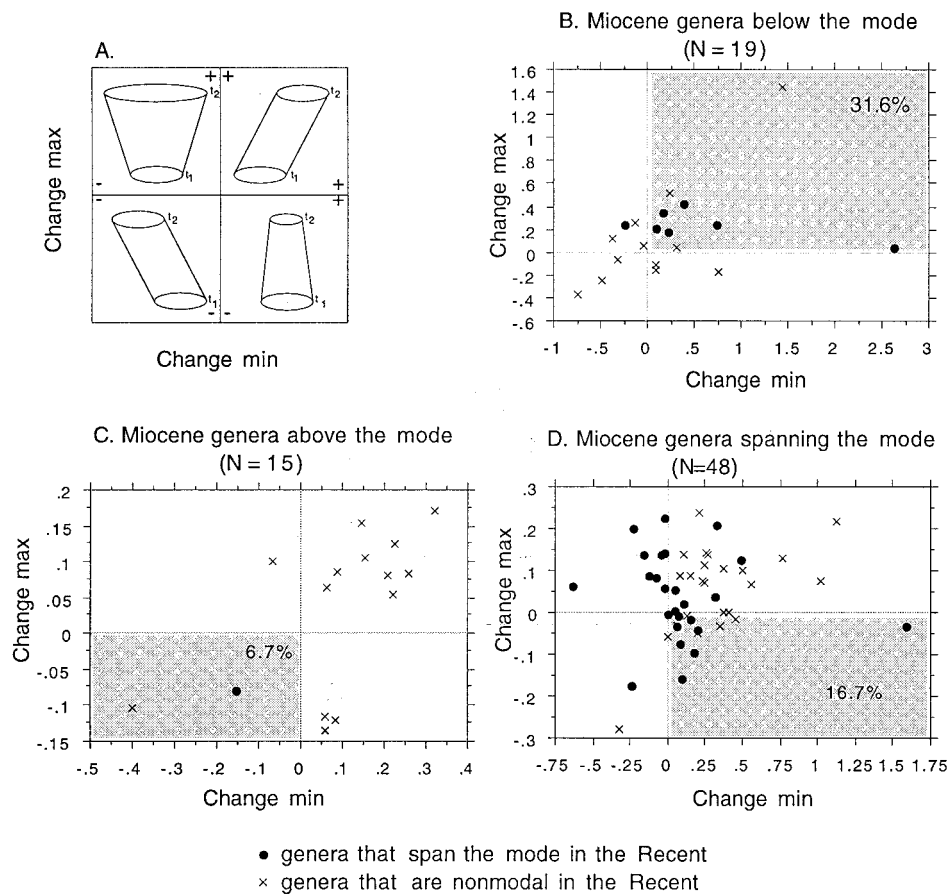 A.
Change max
Change min
+
+
t2
t2
t1
t1
-
+
-
+
t2
t2
t1
t1
-
-
B. Miocene genera below the mode
(N = 19)
Change max
1.6
1.4
1.2
1
.8
.6
.4
.2
0
-.2
-.4
-.6
31.6%
-1 -.5 0 .5 1 1.5 2 2.5 3
Change min
C. Miocene genera above the mode
(N = 15)
Change max
.2
.15
.1
.05
0
-.05
-.1
-.15
6.7%
-.5 -.4 -.3 -.2 -.1 0 .1 .2 .3 .4
Change min
D. Miocene genera spanning the mode
(N=48)
Change max
.3
.2
.1
0
-.1
-.2
-.3
16.7%
-.75 -.25 0 .25 .5 .75 1 1.25 1.75
Change min
genera that span the mode in the Recent
× genera that are nonmodal in the Recent